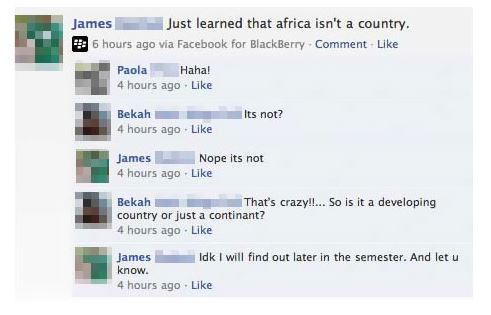 James Just learned that africa isn't a country.
6 hours ago via Facebook for BlackBerry · Comment · Like
Paola Haha!
4 hours ago · Like
Bekah Its not?
4 hours ago · Like
James Nope its not
4 hours ago · Like
Bekah That's crazy!!... So is it a developing
country or just a continant?
4 hours ago · Like
James Idk I will find out later in the semester. And let u
know.
4 hours ago · Like